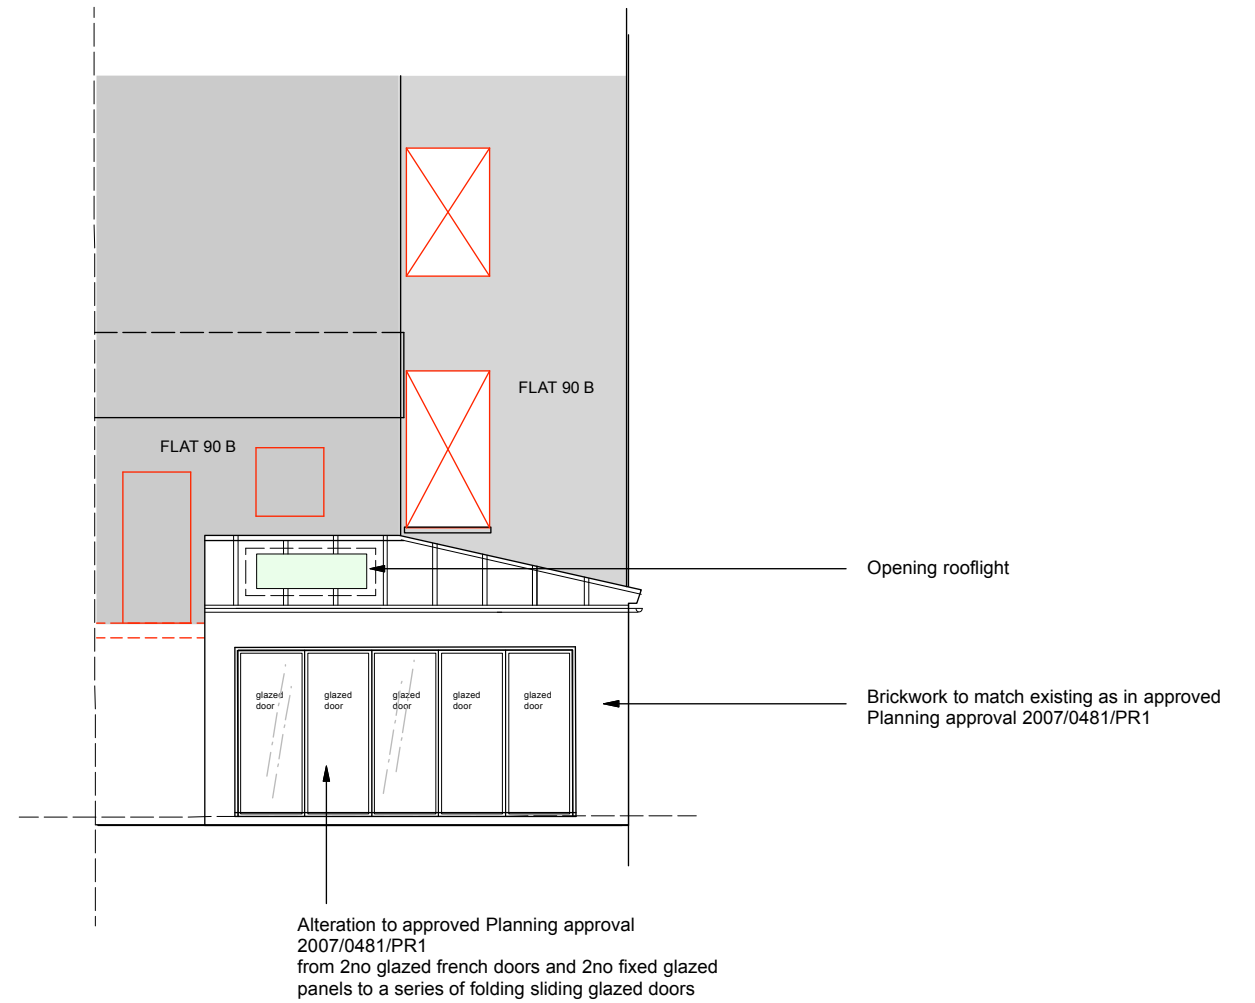 FLAT 90 B
FLAT 90 B
Opening rooflight
glazed
door
glazed
door
glazed
door
glazed
door
glazed
door
Brickwork to match existing as in approved
Planning approval 2007/0481/PR1
Alteration to approved Planning approval
2007/0481/PR1
from 2no glazed french doors and 2no fixed glazed
panels to a series of folding sliding glazed doors